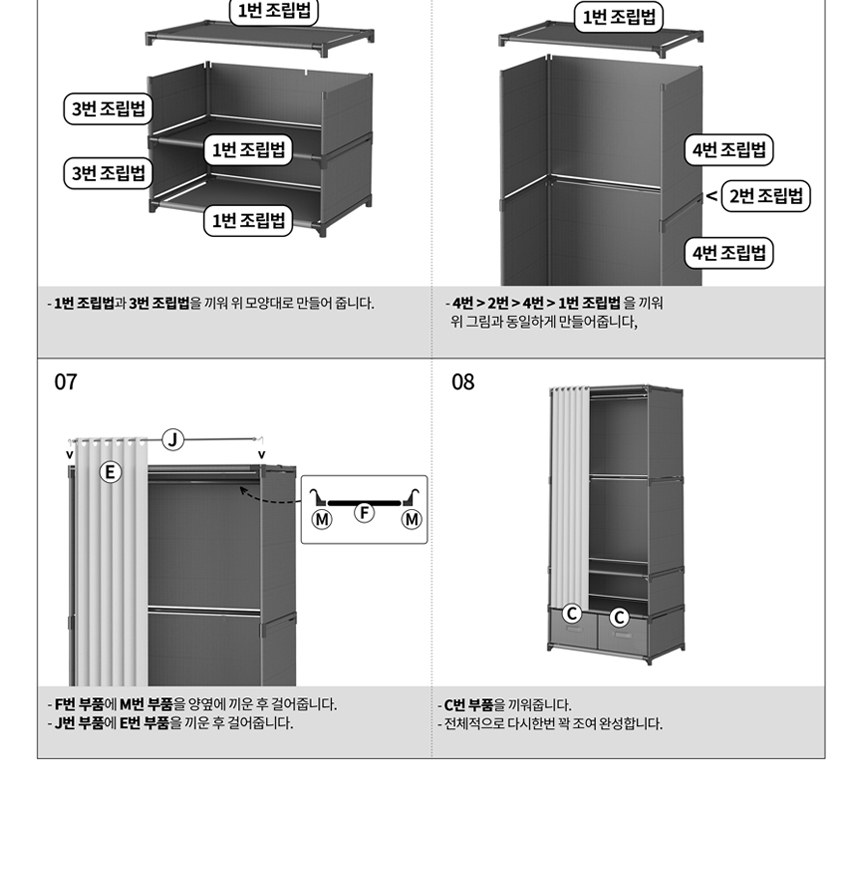 1번 조립법
3번 조립법
1번 조립법
3번 조립법
1번 조립법
- 1번 조립법과 3번 조립법을 끼워 위 모양대로 만들어 줍니다.
1번 조립법
4번 조립법
< 2번 조립법
4번 조립법
- 4번 > 2번 > 4번 > 1번 조립법 을 끼워
위 그림과 동일하게 만들어줍니다,
07
J
E
M
F
M
- F번 부품에 M번 부품을 양옆에 끼운 후 걸어줍니다.
- J번 부품에 E번 부품을 끼운 후 걸어줍니다.
08
C
C
- C번 부품을 끼워줍니다.
- 전체적으로 다시한번 꽉 조여 완성합니다.